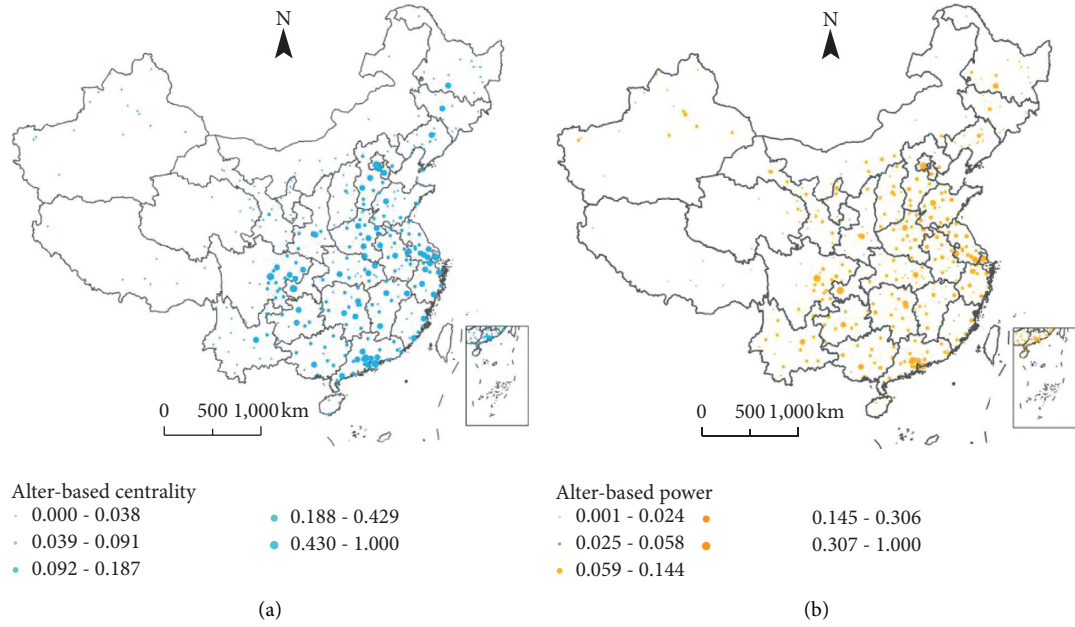 N
0 500 1,000 km
Alter-based centrality
0.000 - 0.038
0.039 - 0.091
0.092 - 0.187
0.188 - 0.429
0.430 - 1.000
(a)
N
0 500 1,000 km
Alter-based power
0.001 - 0.024
0.025 - 0.058
0.059 - 0.144
0.145 - 0.306
0.307 - 1.000
(b)